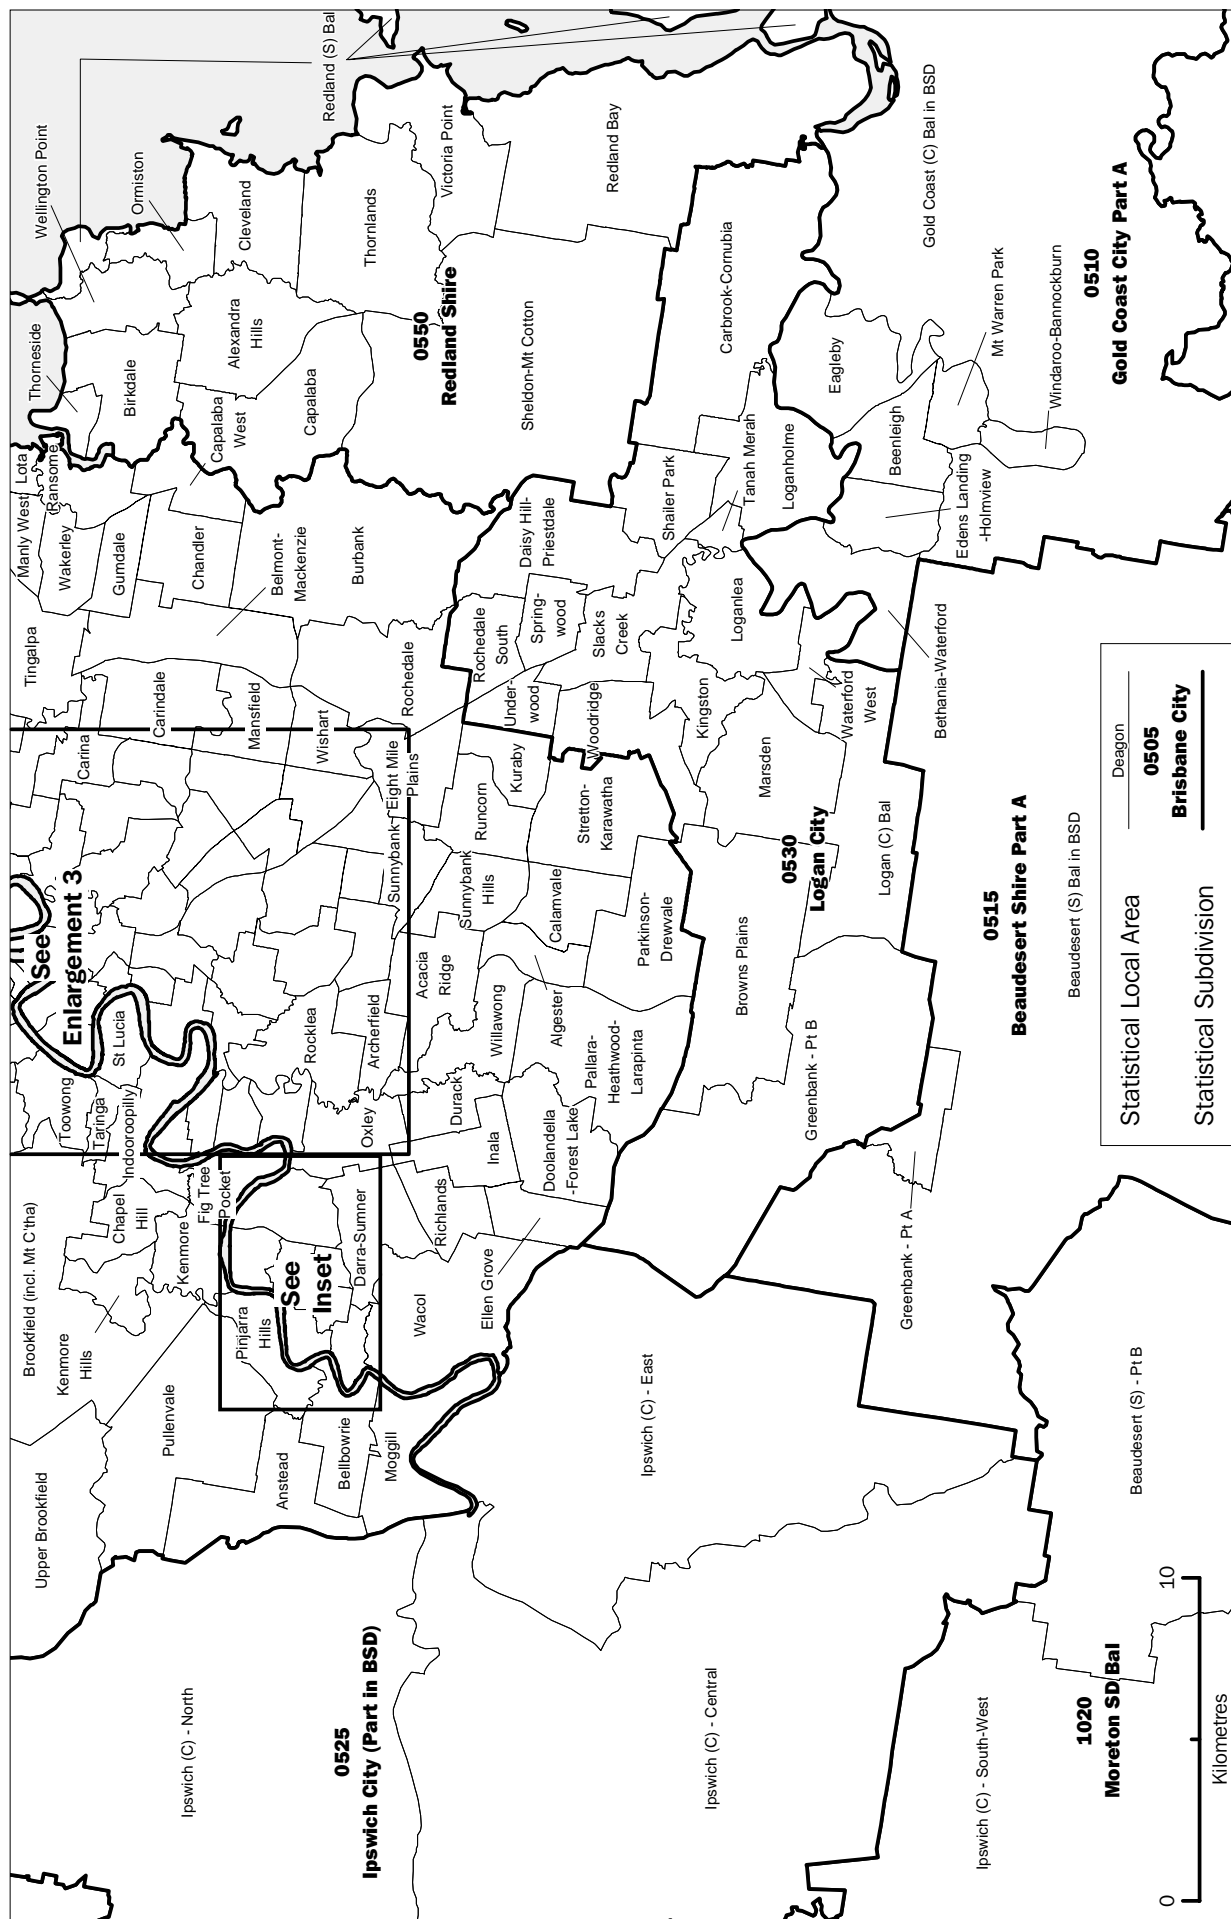 Upper Brookfield
Brookfield (incl. Mt C'tha)
Kenmore
Hills
Pullenvale
Chapel
Hill
Kenmore
Fig Tree
Pocket
Toowong
Taringa
Indooroopilly
St Lucia
See
Enlargement 3
Carina
Tingalpa
Manly West
Lota
(Ransome)
Wakerley
Gumdale
Chandler
Thorneside
Wellington Point
Ormiston
Birkdale
Cleveland
Alexandra
Hills
Capalaba
West
Capalaba
Redland (S) Bal
Thornlands
Victoria Point
Redland Bay
0550
Redland Shire
Sheldon-Mt Cotton
Carindale
Mansfield
Wishart
Belmont-
Mackenzie
Burbank
Rochedale
Eight Mile
Plains
Sunnybank
Rocklea
Archerfield
Oxley
See
Inset
Pinjarra
Hills
Darra-Sumner
Anstead
Bellbowrie
Moggill
Wacol
Ellen Grove
Richlands
Inala
Durack
Doolandella
-Forest Lake
Willawong
Acacia
Ridge
Sunnybank
Hills
Runcorn
Kuraby
Algester
Calamvale
Stretton-
Karawatha
Pallara-
Heathwood-
Larapinta
Parkinson-
Drewvale
Rochedale
South
Under-
wood
Spring-
wood
Daisy Hill-
Priestdale
Slacks
Creek
Woodridge
Kingston
Loganlea
Shailer Park
Tanah Merah
Loganholme
Carbrook-Cornubia
Marsden
Waterford
West
Browns Plains
0530
Logan City
Logan (C) Bal
Greenbank - Pt B
Greenbank - Pt A
Bethania-Waterford
Eagleby
Beenleigh
Edens Landing
-Holmview
Mt Warren Park
Windaroo-Bannockburn
Gold Coast (C) Bal in BSD
0510
Gold Coast City Part A
Ipswich (C) - North
0525
Ipswich City (Part in BSD)
Ipswich (C) - East
Ipswich (C) - Central
Ipswich (C) - South-West
0515
Beaudesert Shire Part A
Beaudesert (S) Bal in BSD
Beaudesert (S) - Pt B
1020
Moreton SD Bal
Statistical Local Area
Deagon
Statistical Subdivision
0505
Brisbane City
0
10
Kilometres